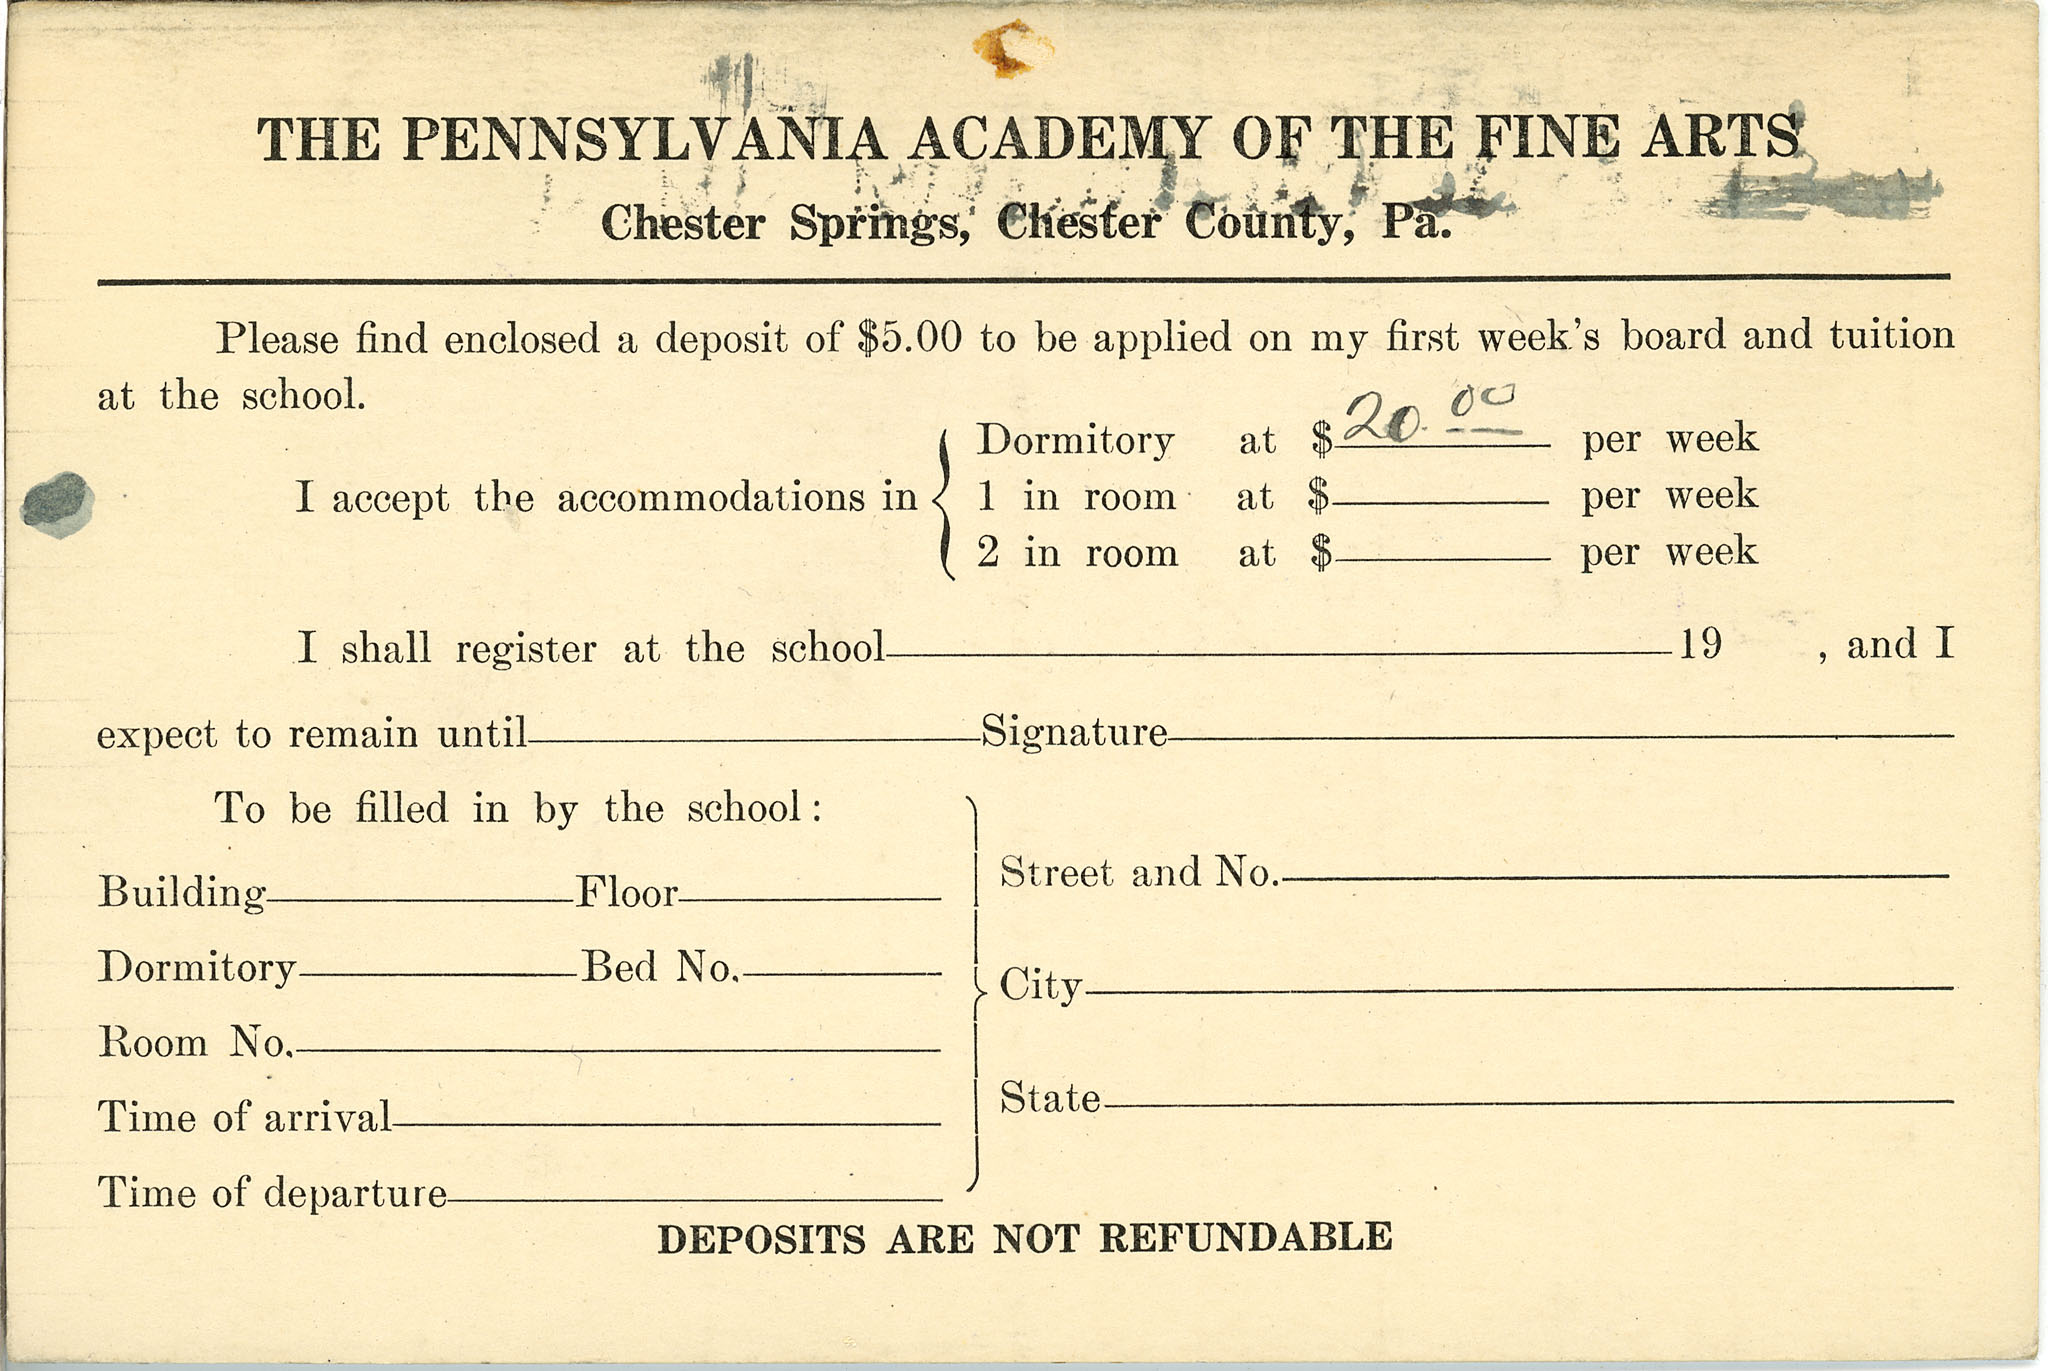 THE PENNSYLVANIA ACADEMY OF THE FINE ARTS
Chester Springs, Chester County, Pa.
Please find enclosed a deposit of $5.00 to be applied on my first week's board and tuition
at the school.
Dormitory at $ 20.00 per week
I accept the accommodations in 1 in room at $ per week
2 in room at $ per week
I shall register at the school 19 , and I
expect to remain until Signature
To be filled in by the school:
Building Floor
Dormitory Bed No.
Room No.
Time of arrival
Time of departure
Street and No.
City
State
DEPOSITS ARE NOT REFUNDABLE